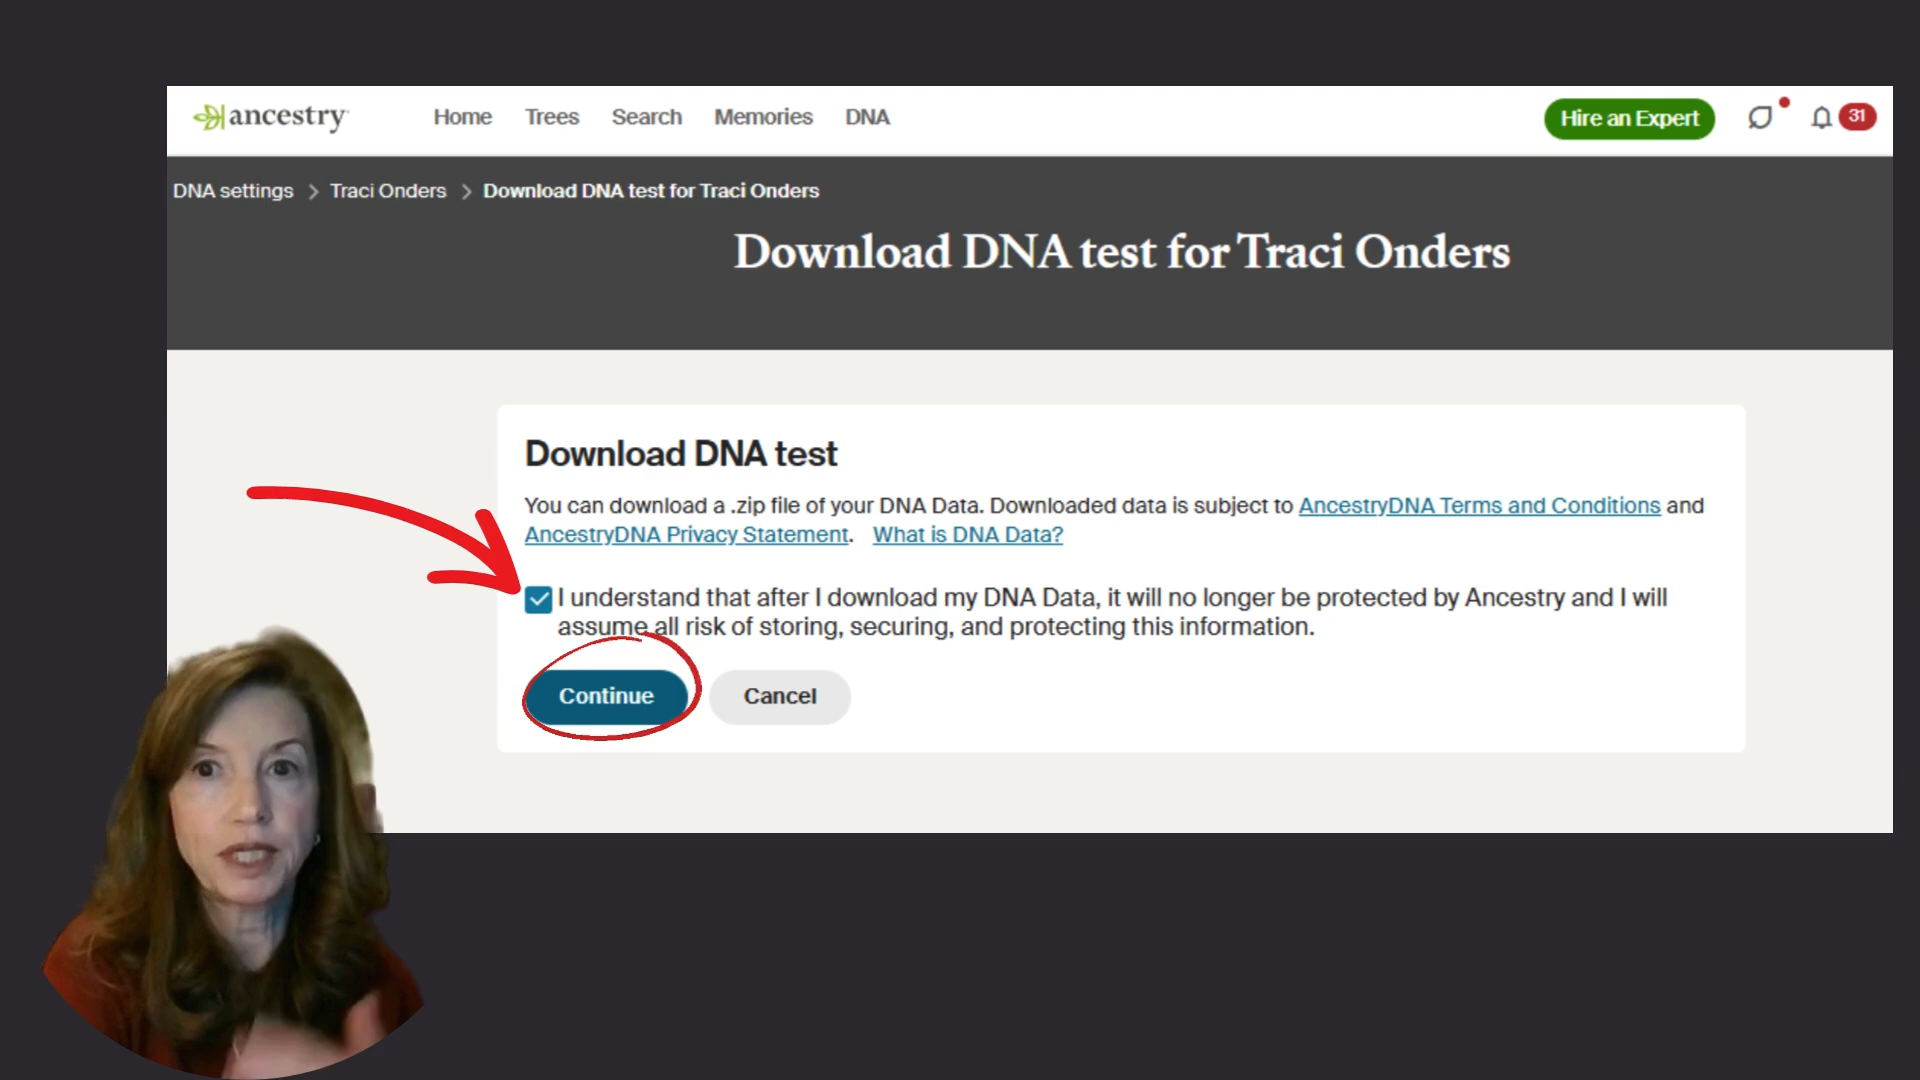 ancestry
Home Trees Search Memories DNA
Hire an Expert
31
DNA settings > Traci Onders > Download DNA test for Traci Onders
Download DNA test for Traci Onders
Download DNA test
You can download a .zip file of your DNA Data. Downloaded data is subject to AncestryDNA Terms and Conditions and
AncestryDNA Privacy Statement. What is DNA Data?
I understand that after I download my DNA Data, it will no longer be protected by Ancestry and I will
assume all risk of storing, securing, and protecting this information.
Continue
Cancel